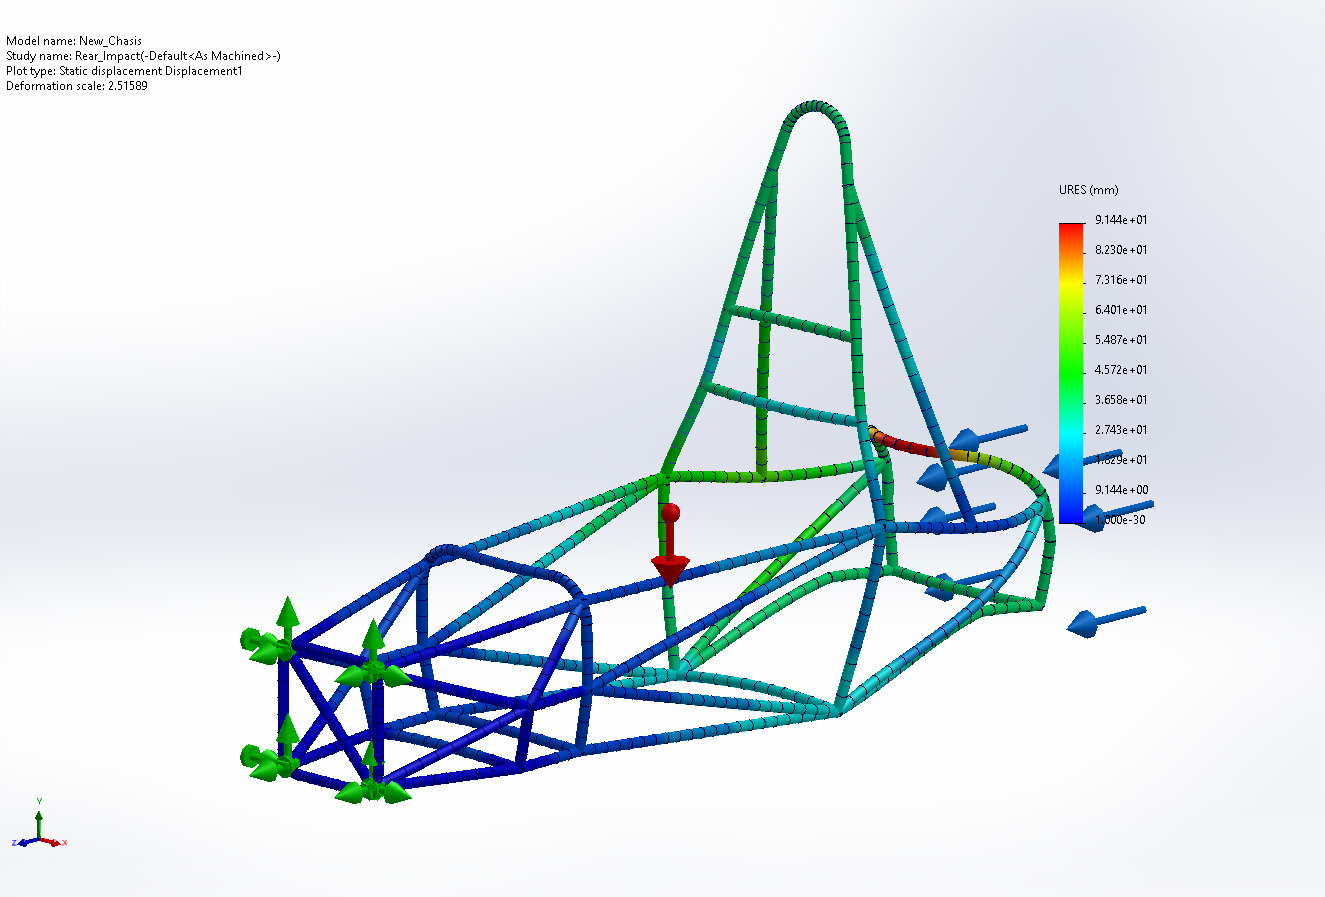 Model name: New_Chasis
Study name: Rear_Impact(-Default<As Machined>-)
Plot type: Static displacement Displacement1
Deformation scale: 2.51589
URES (mm)
9.144e+01
8.230e+01
7.316e+01
6.401e+01
5.487e+01
4.572e+01
3.658e+01
2.743e+01
1.829e+01
9.144e+00
1.000e-30
Y
Z
X